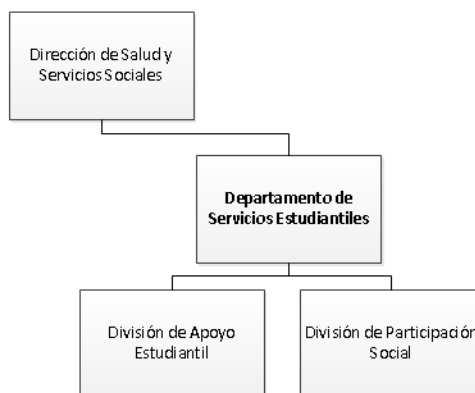 Dirección de Salud y
Servicios Sociales
Departamento de
Servicios Estudiantiles
División de Apoyo
Estudiantil
División de Participación
Social